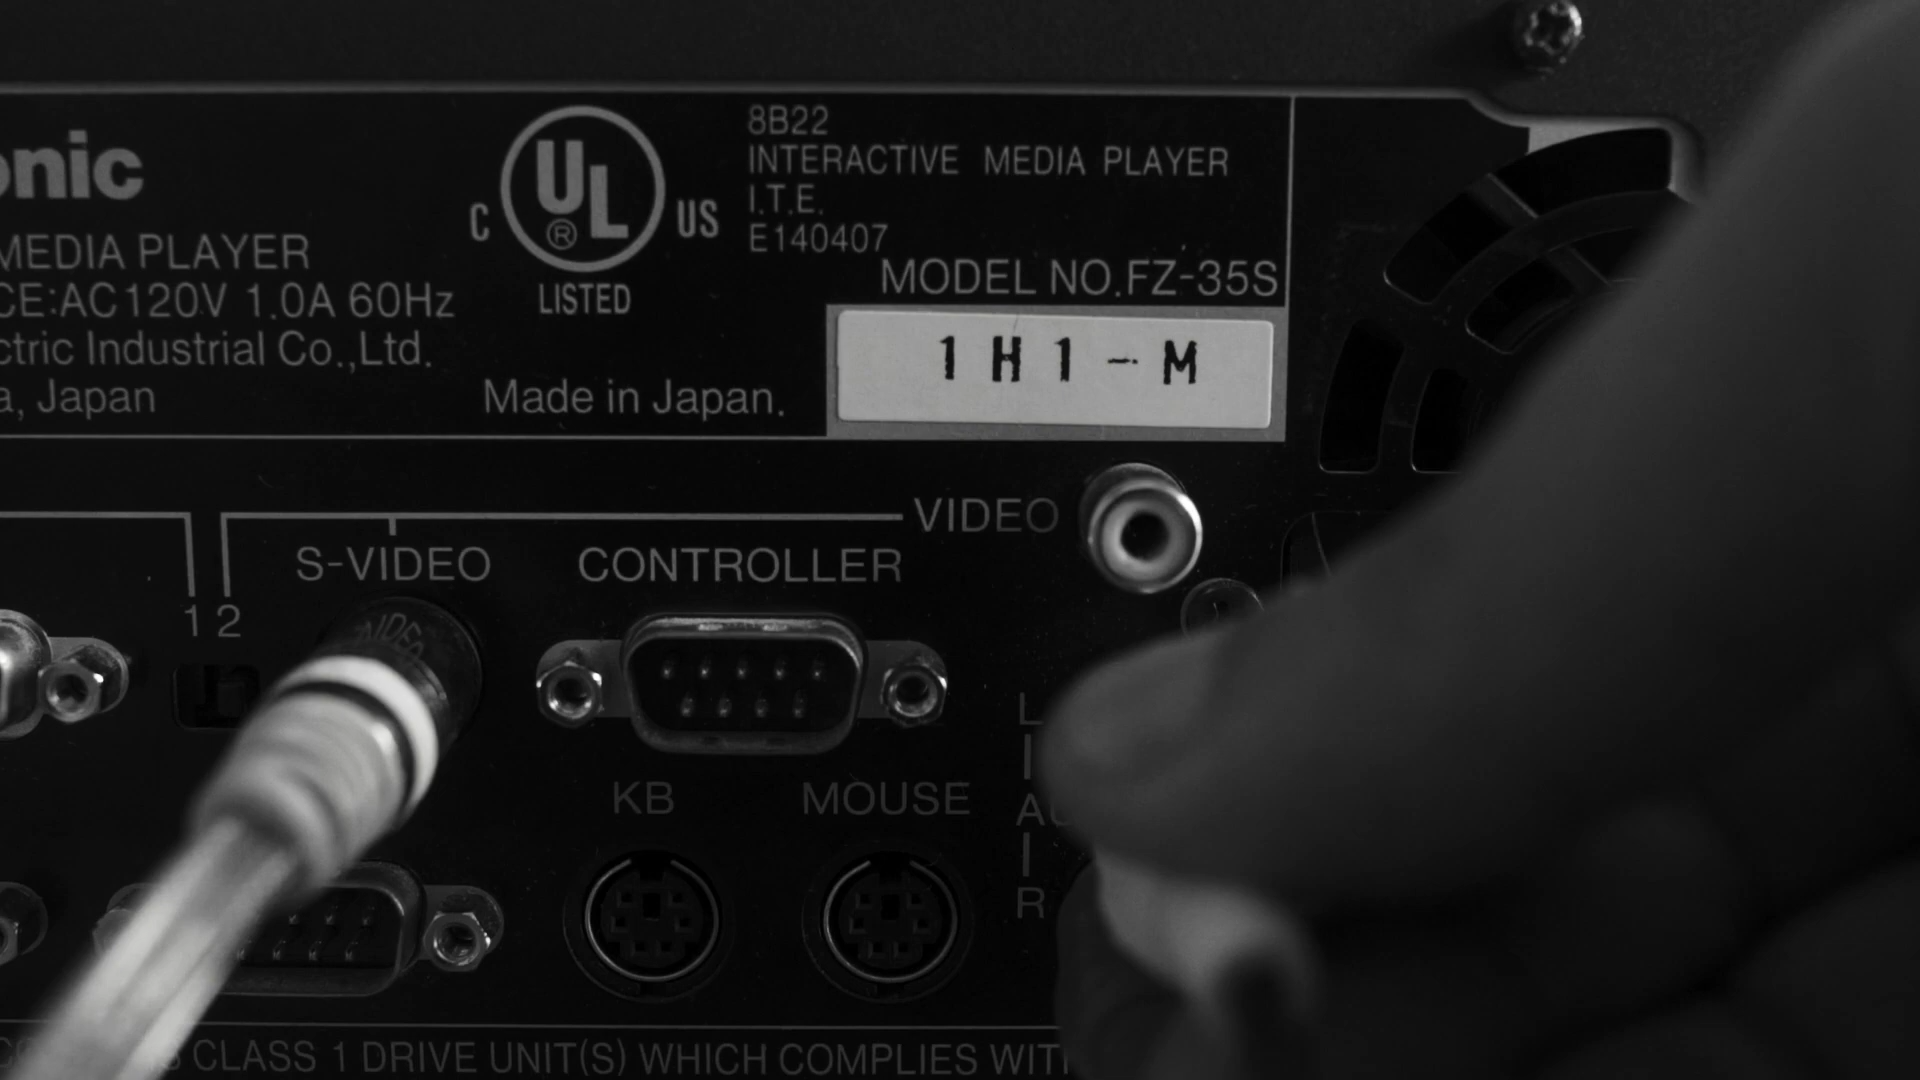 onic
MEDIA PLAYER
CE:AC120V 1.0A 60Hz
ctric Industrial Co.,Ltd.
a, Japan
C UL® US
LISTED
Made in Japan.
8B22
INTERACTIVE MEDIA PLAYER
I.T.E.
E140407
MODEL NO.FZ-35S
1H1-M
VIDEO
S-VIDEO
CONTROLLER
1 2
KB
MOUSE
L
R
CLASS 1 DRIVE UNIT(S) WHICH COMPLIES WITH